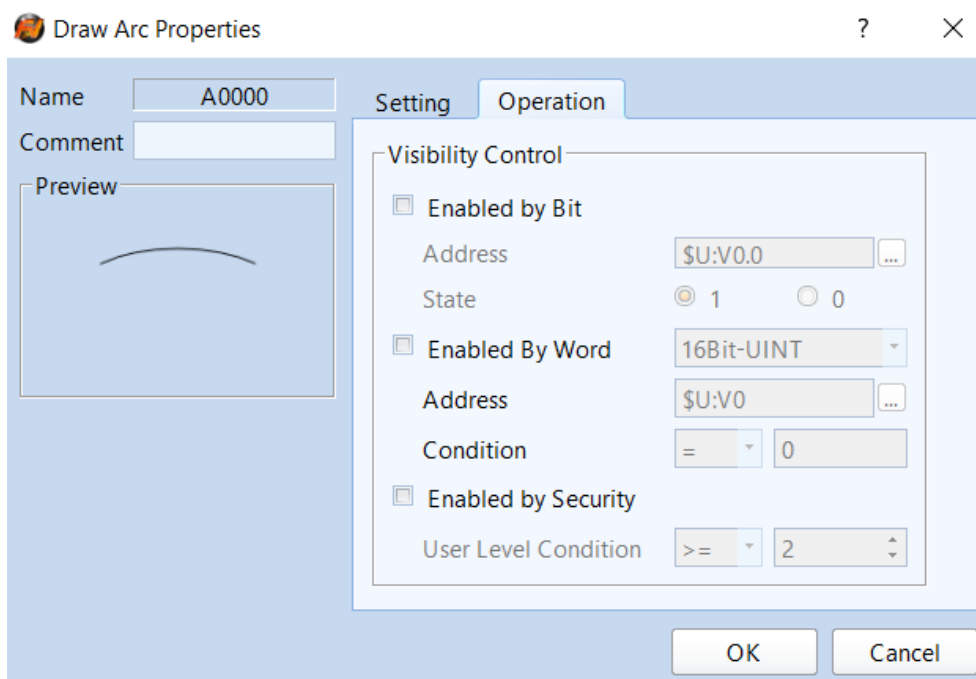 Draw Arc Properties ?
Name A0000
Comment
Preview
Setting Operation
Visibility Control
Enabled by Bit
Address $U:V0.0 ...
State 1 0
Enabled By Word 16Bit-UINT
Address $U:V0 ...
Condition = 0
Enabled by Security
User Level Condition >= 2
OK Cancel